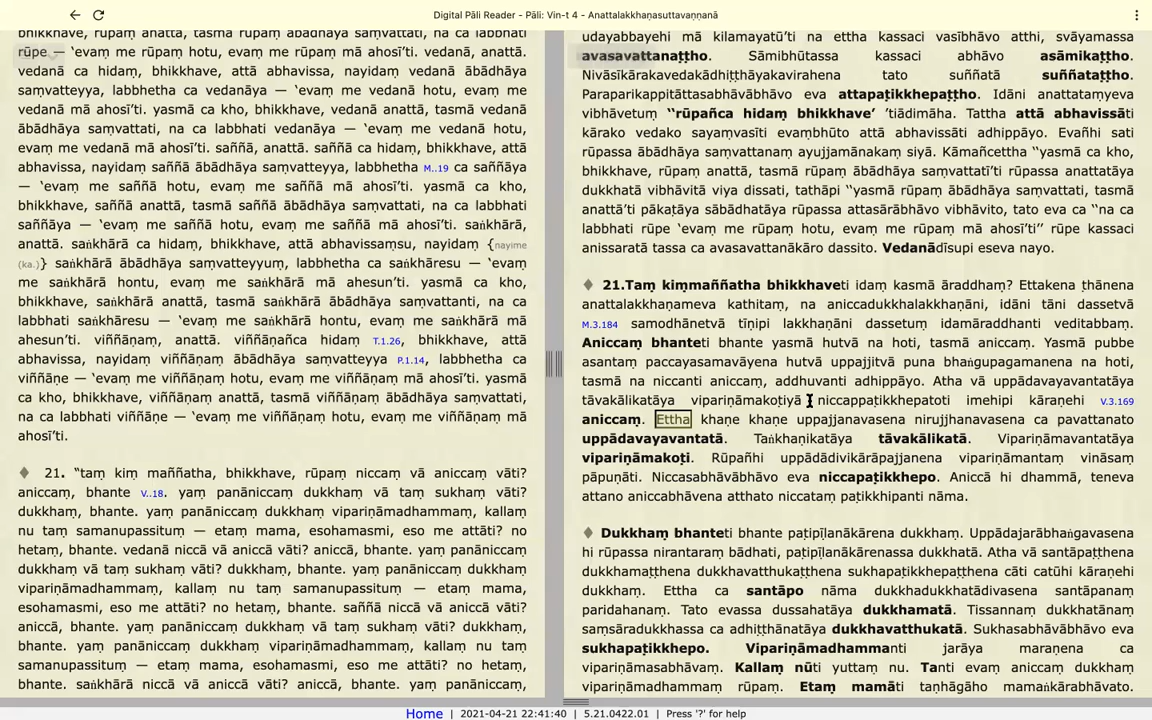 Digital Pāli Reader - Pāli: Vin-t 4 - Anattalakkhaṇasuttavaṇṇanā
bhikkhave, rūpaṃ anattā, tasmā rūpaṃ ābādhāya saṃvattati, na ca labbhati
rūpe — ‘evaṃ me rūpaṃ hotu, evaṃ me rūpaṃ mā ahosī’ti. vedanā, anattā.
vedanā ca hidaṃ, bhikkhave, attā abhavissa, nayidaṃ vedanā ābādhāya
saṃvatteyya, labbhetha ca vedanāya — ‘evaṃ me vedanā hotu, evaṃ me
vedanā mā ahosī’ti. yasmā ca kho, bhikkhave, vedanā anattā, tasmā vedanā
ābādhāya saṃvattati, na ca labbhati vedanāya — ‘evaṃ me vedanā hotu,
evaṃ me vedanā mā ahosī’ti. saññā, anattā. saññā ca hidaṃ, bhikkhave, attā
abhavissa, nayidaṃ saññā ābādhāya saṃvatteyya, labbhetha M..19 ca saññāya
— ‘evaṃ me saññā hotu, evaṃ me saññā mā ahosī’ti. yasmā ca kho,
bhikkhave, saññā anattā, tasmā saññā ābādhāya saṃvattati, na ca labbhati
saññāya — ‘evaṃ me saññā hotu, evaṃ me saññā mā ahosī’ti. saṅkhārā,
anattā. saṅkhārā ca hidaṃ, bhikkhave, attā abhavissaṃsu, nayidaṃ {nayime
(ka.)} saṅkhārā ābādhāya saṃvatteyyuṃ, labbhetha ca saṅkhāresu — ‘evaṃ
me saṅkhārā hontu, evaṃ me saṅkhārā mā ahesun’ti. yasmā ca kho,
bhikkhave, saṅkhārā anattā, tasmā saṅkhārā ābādhāya saṃvattanti, na ca
labbhati saṅkhāresu — ‘evaṃ me saṅkhārā hontu, evaṃ me saṅkhārā mā
ahesun’ti. viññāṇaṃ, anattā. viññāṇañca hidaṃ T.1.26, bhikkhave, attā
abhavissa, nayidaṃ viññāṇaṃ ābādhāya saṃvatteyya P.1.14, labbhetha ca
viññāṇe — ‘evaṃ me viññāṇaṃ hotu, evaṃ me viññāṇaṃ mā ahosī’ti. yasmā
ca kho, bhikkhave, viññāṇaṃ anattā, tasmā viññāṇaṃ ābādhāya saṃvattati,
na ca labbhati viññāṇe — ‘evaṃ me viññāṇaṃ hotu, evaṃ me viññāṇaṃ mā
ahosī’ti.
♦ 21. “taṃ kiṃ maññatha, bhikkhave, rūpaṃ niccaṃ vā aniccaṃ vāti?
aniccaṃ, bhante V..18. yaṃ panāniccaṃ dukkhaṃ vā taṃ sukhaṃ vāti?
dukkhaṃ, bhante. yaṃ panāniccaṃ dukkhaṃ vipariṇāmadhammaṃ, kallaṃ
nu taṃ samanupassituṃ — etaṃ mama, esohamasmi, eso me attāti? no
hetaṃ, bhante. vedanā niccā vā aniccā vāti? aniccā, bhante. yaṃ panāniccaṃ
dukkhaṃ vā taṃ sukhaṃ vāti? dukkhaṃ, bhante. yaṃ panāniccaṃ dukkhaṃ
vipariṇāmadhammaṃ, kallaṃ nu taṃ samanupassituṃ — etaṃ mama,
esohamasmi, eso me attāti? no hetaṃ, bhante. saññā niccā vā aniccā vāti?
aniccā, bhante. yaṃ panāniccaṃ dukkhaṃ vā taṃ sukhaṃ vāti? dukkhaṃ,
bhante. yaṃ panāniccaṃ dukkhaṃ vipariṇāmadhammaṃ, kallaṃ nu taṃ
samanupassituṃ — etaṃ mama, esohamasmi, eso me attāti? no hetaṃ,
bhante. saṅkhārā niccā vā aniccā vāti? aniccā, bhante. yaṃ panāniccaṃ,
udayabbayehi mā kilamayatū’ti na ettha kassaci vasībhāvo atthi, svāyamassa
avasavattanaṭṭho. Sāmibhūtassa kassaci abhāvo asāmikaṭṭho.
Nivāsīkārakavedakādhiṭṭhāyakavirahena tato suññatā suññataṭṭho.
Paraparikappitāttasabhāvābhāvo eva attapaṭikkhepaṭṭho. Idāni anattatamyeva
vibhāvetuṃ ‘‘rūpañca hidaṃ bhikkhave’ ’tiādimāha. Tattha attā abhavissāti
kārako vedako sayaṃvasīti evaṃbhūto attā abhavissāti adhippāyo. Evañhi sati
rūpassa ābādhāya saṃvattanaṃ ayujjamānakaṃ siyā. Kāmañcettha ‘‘yasmā ca kho,
bhikkhave, rūpaṃ anattā, tasmā rūpaṃ ābādhāya saṃvattatī’ti rūpassa anattatāya
dukkhatā vibhāvitā viya dissati, tathāpi ‘‘yasmā rūpaṃ ābādhāya saṃvattati, tasmā
anattā’ti pākaṭāya sābādhatāya rūpassa attasārābhāvo vibhāvito, tato eva ca ‘‘na ca
labbhati rūpe ‘evaṃ me rūpaṃ hotu, evaṃ me rūpaṃ mā ahosī’ti’’ rūpe kassaci
anissaratā tassa ca avasavattanākāro dassito. Vedanādīsupi eseva nayo.
♦ 21.Taṃ kiṃmaññatha bhikkhaveti idaṃ kasmā āraddhaṃ? Ettakena ṭhānena
anattalakkhaṇameva kathitaṃ, na aniccadukkhalakkhaṇāni, idāni tāni dassetvā
M.3.184 samodhānetvā tīṇipi lakkhaṇāni dassetuṃ idamāraddhanti veditabbaṃ.
Aniccaṃ bhanteti bhante yasmā hutvā na hoti, tasmā aniccaṃ. Yasmā pubbe
asantaṃ paccayasamavāyena hutvā uppajjitvā puna bhaṅgupagamanena na hoti,
tasmā na niccanti aniccaṃ, addhuvanti adhippāyo. Atha vā uppādavayavantatāya
tāvakālikatāya vipariṇāmakoṭiyā niccappaṭikkhepatoti imehipi kāraṇehi V.3.169
aniccaṃ. Ettha khaṇe khaṇe uppajjanavasena nirujjhanavasena ca pavattanato
uppādavayavantatā. Taṅkhaṇikatāya tāvakālikatā. Vipariṇāmavantatāya
vipariṇāmakoṭi. Rūpañhi uppādādivikārāpajjanena vipariṇāmantaṃ vināsaṃ
pāpuṇāti. Niccasabhāvābhāvo eva niccapaṭikkhepo. Aniccā hi dhammā, teneva
attano aniccabhāvena atthato niccataṃ paṭikkhipanti nāma.
♦ Dukkhaṃ bhanteti bhante paṭipīḷanākārena dukkhaṃ. Uppādajarābhaṅgavasena
hi rūpassa nirantaraṃ bādhati, paṭipīḷanākārenassa dukkhatā. Atha vā santāpaṭṭhena
dukkhamaṭṭhena dukkhavatthukaṭṭhena sukhapaṭikkhepaṭṭhena cāti catūhi kāraṇehi
dukkhaṃ. Ettha ca santāpo nāma dukkhadukkhatādivasena santāpanaṃ
paridahanaṃ. Tato evassa dussahatāya dukkhamatā. Tissannaṃ dukkhatānaṃ
saṃsāradukkhassa ca adhiṭṭhānatāya dukkhavatthukatā. Sukhasabhāvābhāvo eva
sukhapaṭikkhepo. Vipariṇāmadhammanti jarāya maraṇena ca
vipariṇāmasabhāvaṃ. Kallaṃ nūti yuttaṃ nu. Tanti evaṃ aniccaṃ dukkhaṃ
vipariṇāmadhammaṃ rūpaṃ. Etaṃ mamāti taṇhāgāho mamaṅkārabhāvato.
Home | 2021-04-21 22:41:40 | 5.21.0422.01 | Press '?' for help